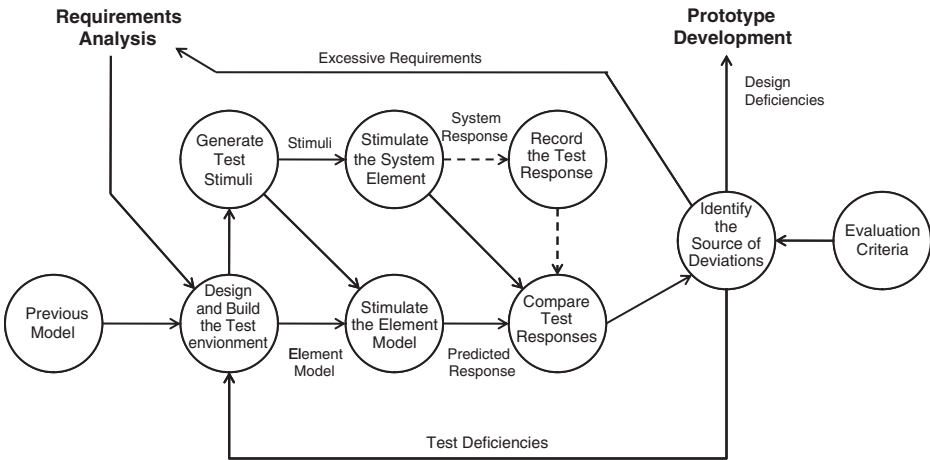 Requirements
Analysis
Prototype
Development
Excessive Requirements
Design
Deficiencies
Generate
Test
Stimuli
Stimuli
Stimulate
the System
Element
System
Response
Record
the Test
Response
Identify
the
Source of
Deviations
Evaluation
Criteria
Previous
Model
Design
and Build
the Test
envionment
Element
Model
Stimulate
the Element
Model
Predicted
Response
Compare
Test
Responses
Test Deficiencies